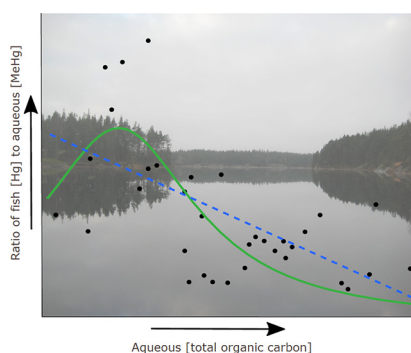 Ratio of fish [Hg] to aqueous [MeHg]
Aqueous [total organic carbon]